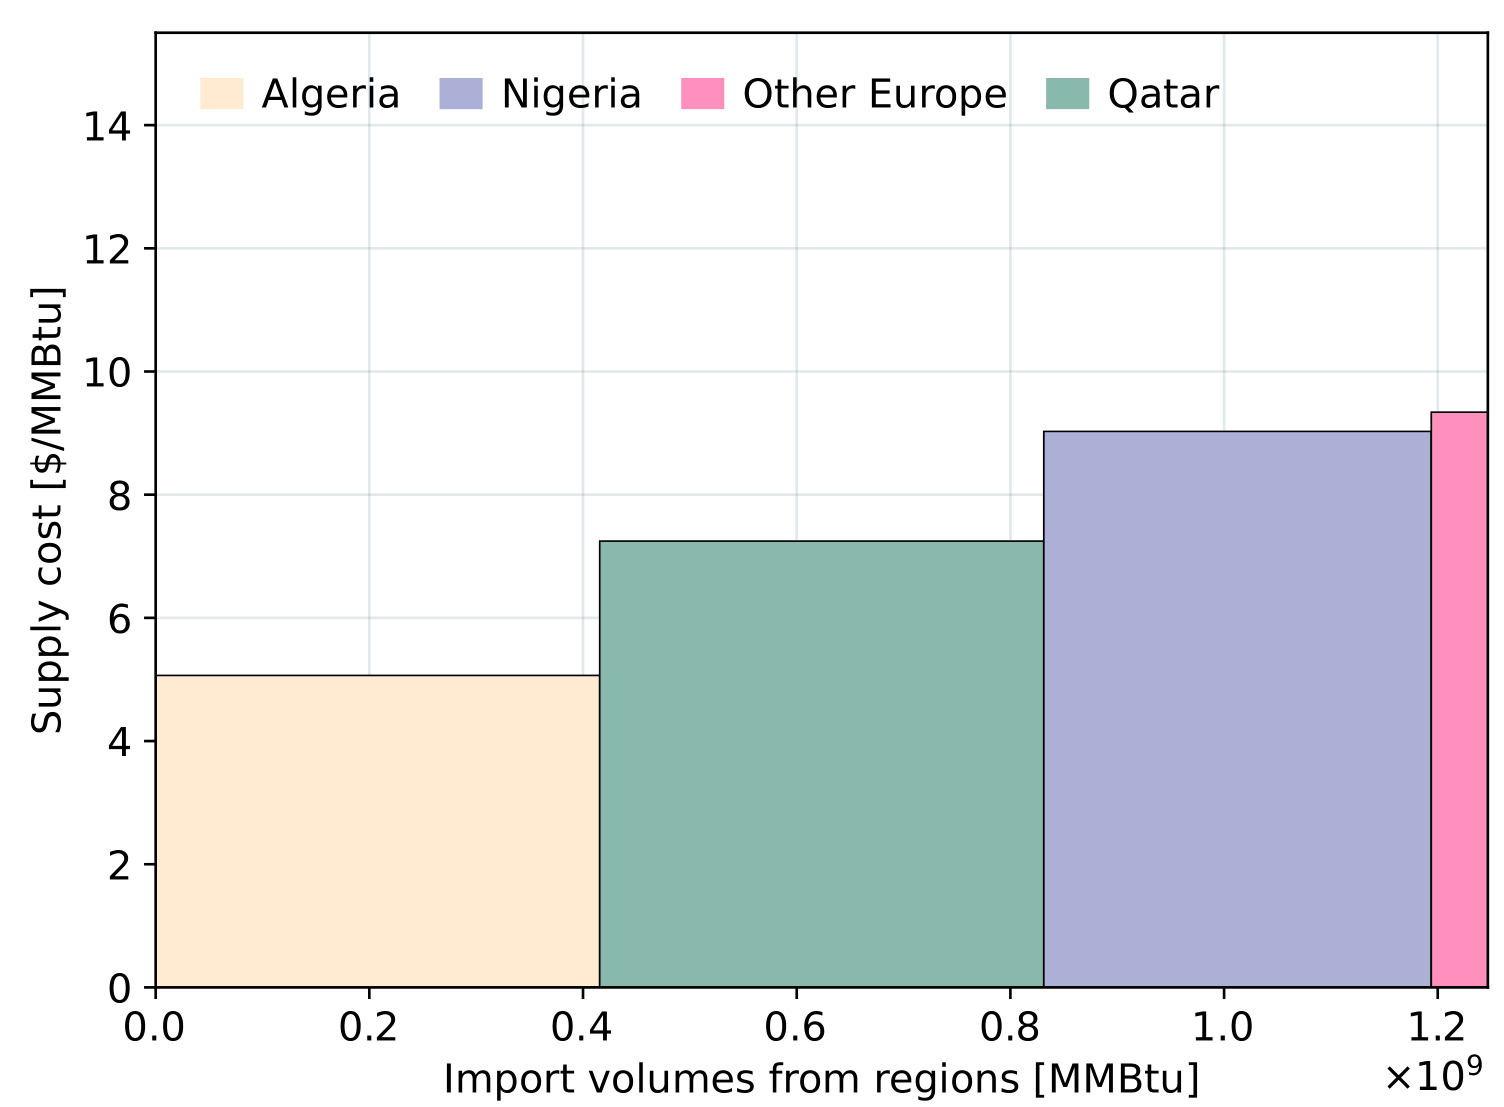 Algeria Nigeria Other Europe Qatar
14
12
10
8
6
4
2
0
Supply cost [$/MMBtu]
0.0 0.2 0.4 0.6 0.8 1.0 1.2
Import volumes from regions [MMBtu]
×10⁹